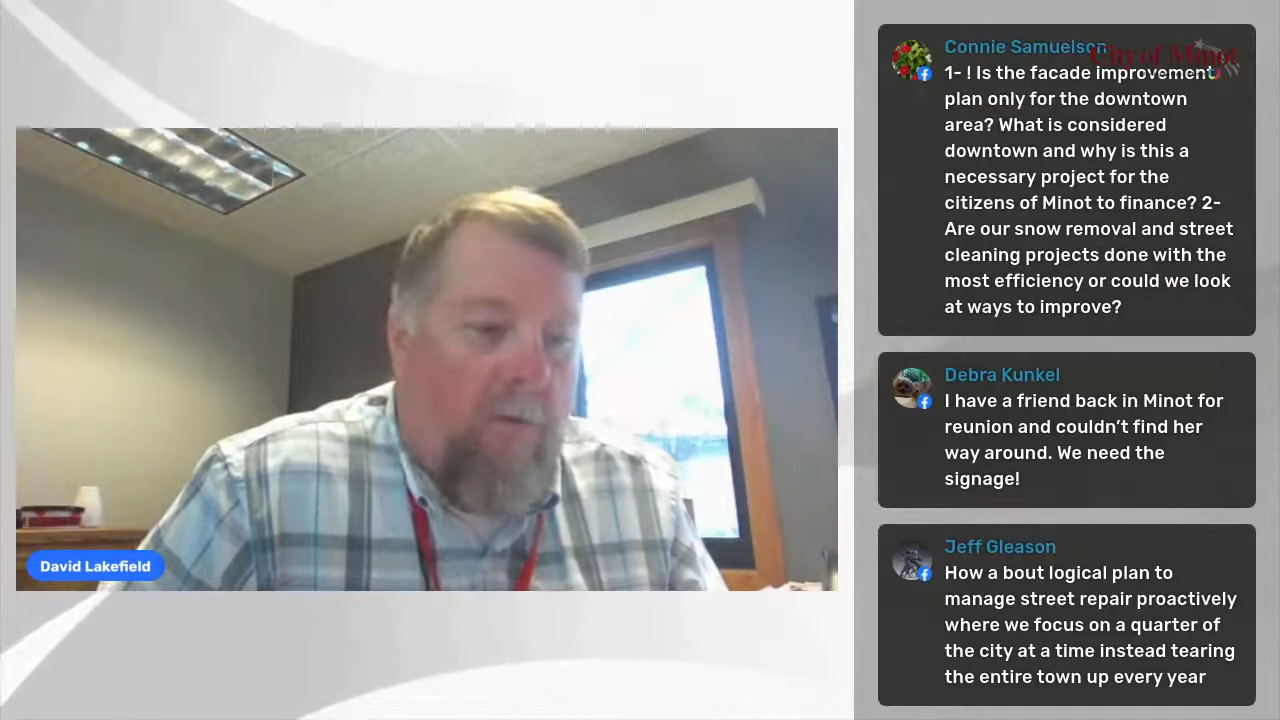 Connie Samuelson
City of Minot
1- ! Is the facade improvement
plan only for the downtown
area? What is considered
downtown and why is this a
necessary project for the
citizens of Minot to finance? 2-
Are our snow removal and street
cleaning projects done with the
most efficiency or could we look
at ways to improve?
Debra Kunkel
I have a friend back in Minot for
reunion and couldn’t find her
way around. We need the
signage!
Jeff Gleason
How a bout logical plan to
manage street repair proactively
where we focus on a quarter of
the city at a time instead tearing
the entire town up every year
David Lakefield